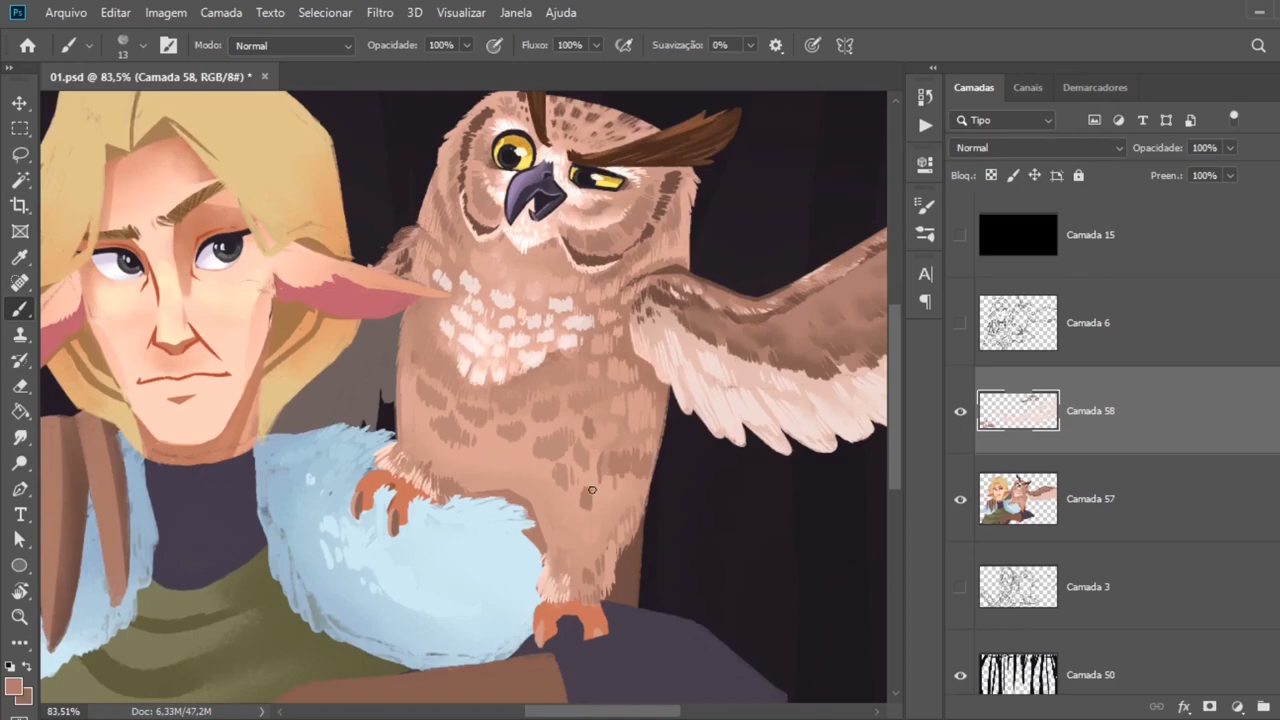 Ps Arquivo Editar Imagem Camada Texto Selecionar Filtro 3D Visualizar Janela Ajuda
13 Modo: Normal Opacidade: 100% Fluxo: 100% Suavização: 0%
01.psd @ 83,5% (Camada 58, RGB/8#) * ×
Camadas Canais Demarcadores
Tipo
Normal Opacidade: 100%
Bloq.: Preen.: 100%
Camada 15
Camada 6
Camada 58
Camada 57
Camada 3
Camada 50
83,51% Doc: 6,33M/47,2M